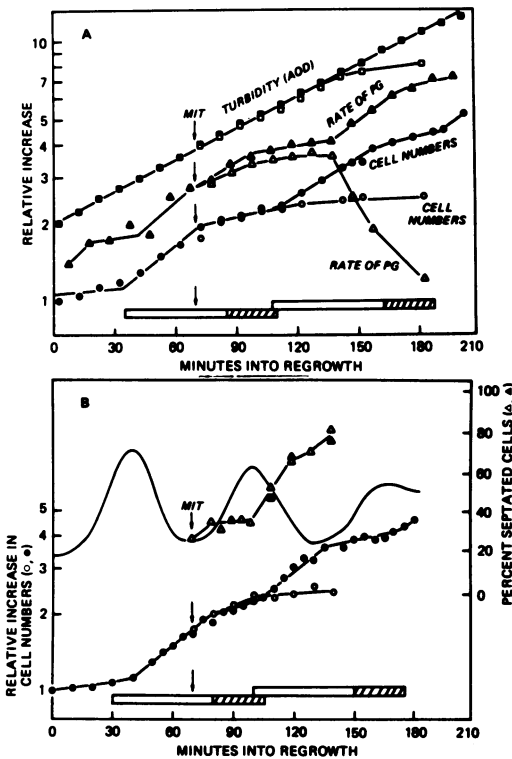 A
10
7
5
4
3
2
1
RELATIVE INCREASE
MIT
TURBIDITY (AOD)
RATE OF PG
CELL NUMBERS
CELL
NUMBERS
RATE OF PG
0 30 60 90 120 150 180 210
MINUTES INTO REGROWTH
B
5
4
3
2
1
RELATIVE INCREASE IN
CELL NUMBERS (○, ●)
MIT
100
80
60
40
20
0
PERCENT SEPTATED CELLS (△, ▲)
0 30 60 90 120 150 180 210
MINUTES INTO REGROWTH